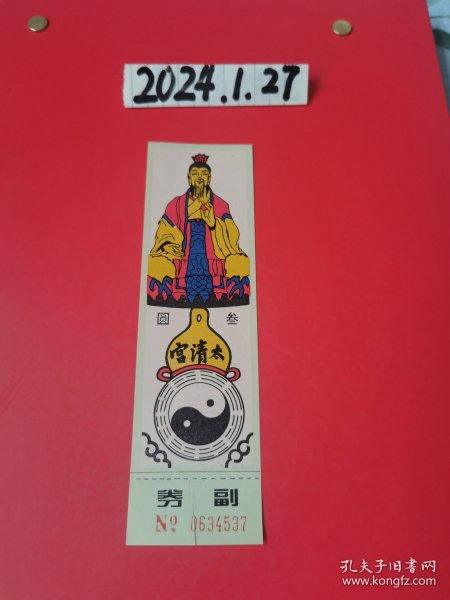 2024.1.27
叁圆
太清宫
副券
No 0634537
孔夫子旧书网
www.kongfz.com